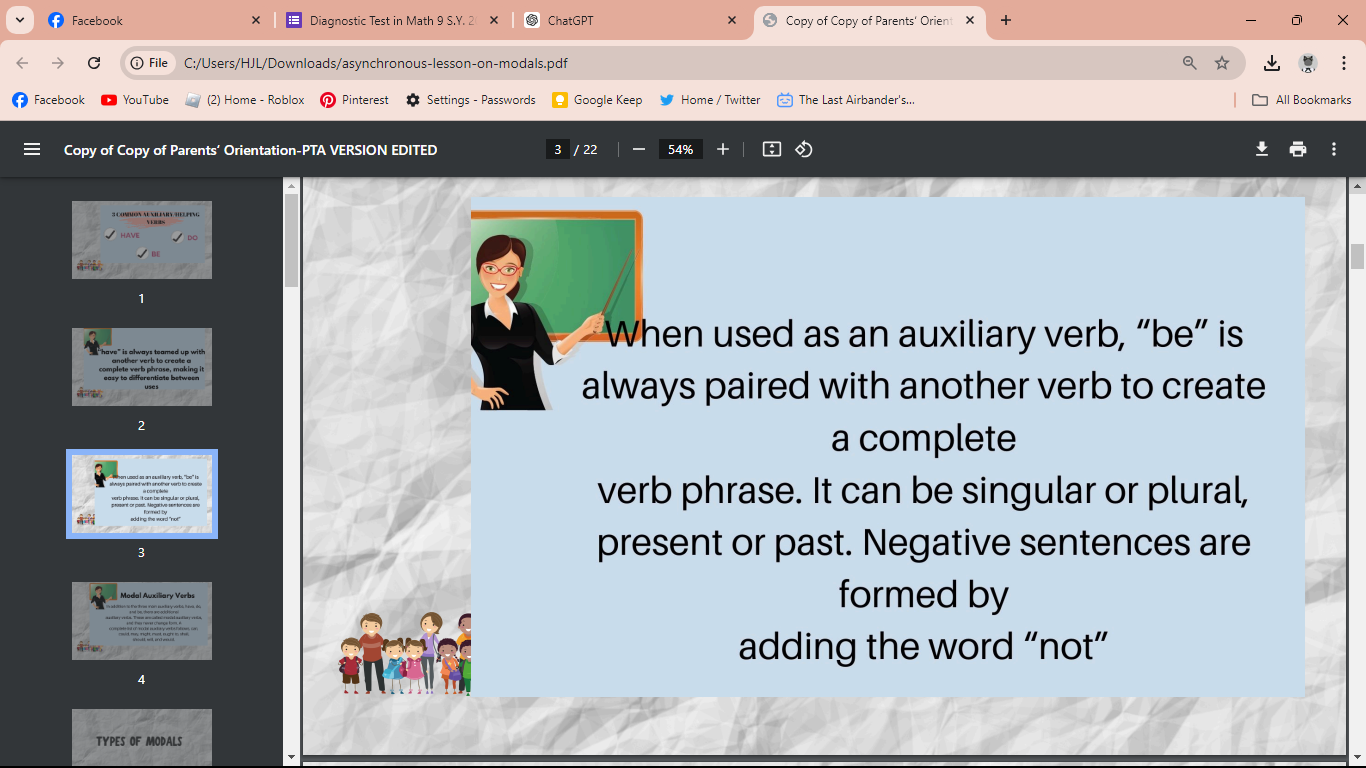 Facebook
Diagnostic Test in Math 9 S.Y. 2
ChatGPT
Copy of Copy of Parents' Orient
File
C:/Users/HJL/Downloads/asynchronous-lesson-on-modals.pdf
Facebook
YouTube
(2) Home - Roblox
Pinterest
Settings - Passwords
Google Keep
Home / Twitter
The Last Airbander's...
All Bookmarks
Copy of Copy of Parents' Orientation-PTA VERSION EDITED
3 / 22
54%
3 COMMON AUXILIARY/HELPING
VERBS
HAVE
DO
BE
1
"have" is always teamed up with
another verb to create a
complete verb phrase, making it
easy to differentiate between
uses
2
When used as an auxiliary verb, "be" is
always paired with another verb to create
a complete
verb phrase. It can be singular or plural,
present or past. Negative sentences are
formed by
adding the word "not"
3
Modal Auxiliary Verbs
4
TYPES OF MODALS
When used as an auxiliary verb, "be" is
always paired with another verb to create
a complete
verb phrase. It can be singular or plural,
present or past. Negative sentences are
formed by
adding the word "not"